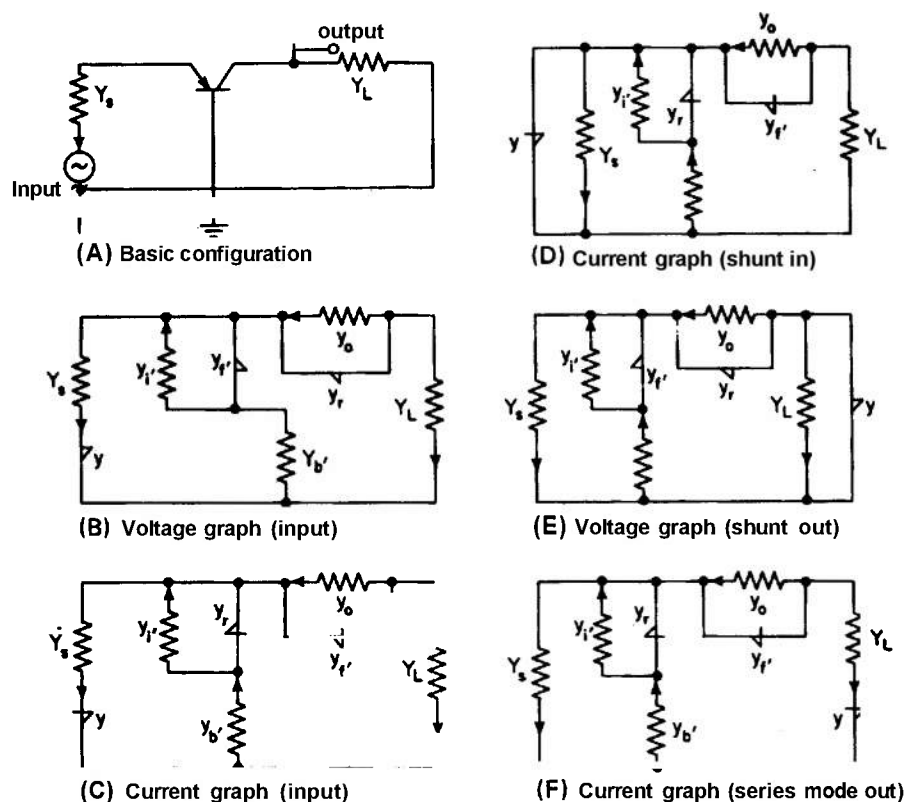 output
Y_L
Y_s
Input
(A) Basic configuration
y_o
y_i'
y_r
y_f'
y
Y_s
Y_L
(D) Current graph (shunt in)
y_o
y_i'
y_f'
y_r
Y_s
Y_L
y
Y_b'
(B) Voltage graph (input)
y_o
y_i'
y_f'
y_r
Y_s
Y_L
y
(E) Voltage graph (shunt out)
y_o
y_r
y_i'
y_f'
Y_s
Y_L
y
y_b'
(C) Current graph (input)
y_o
y_r
y_i'
y_f'
Y_L
Y_s
y
y_b'
(F) Current graph (series mode out)